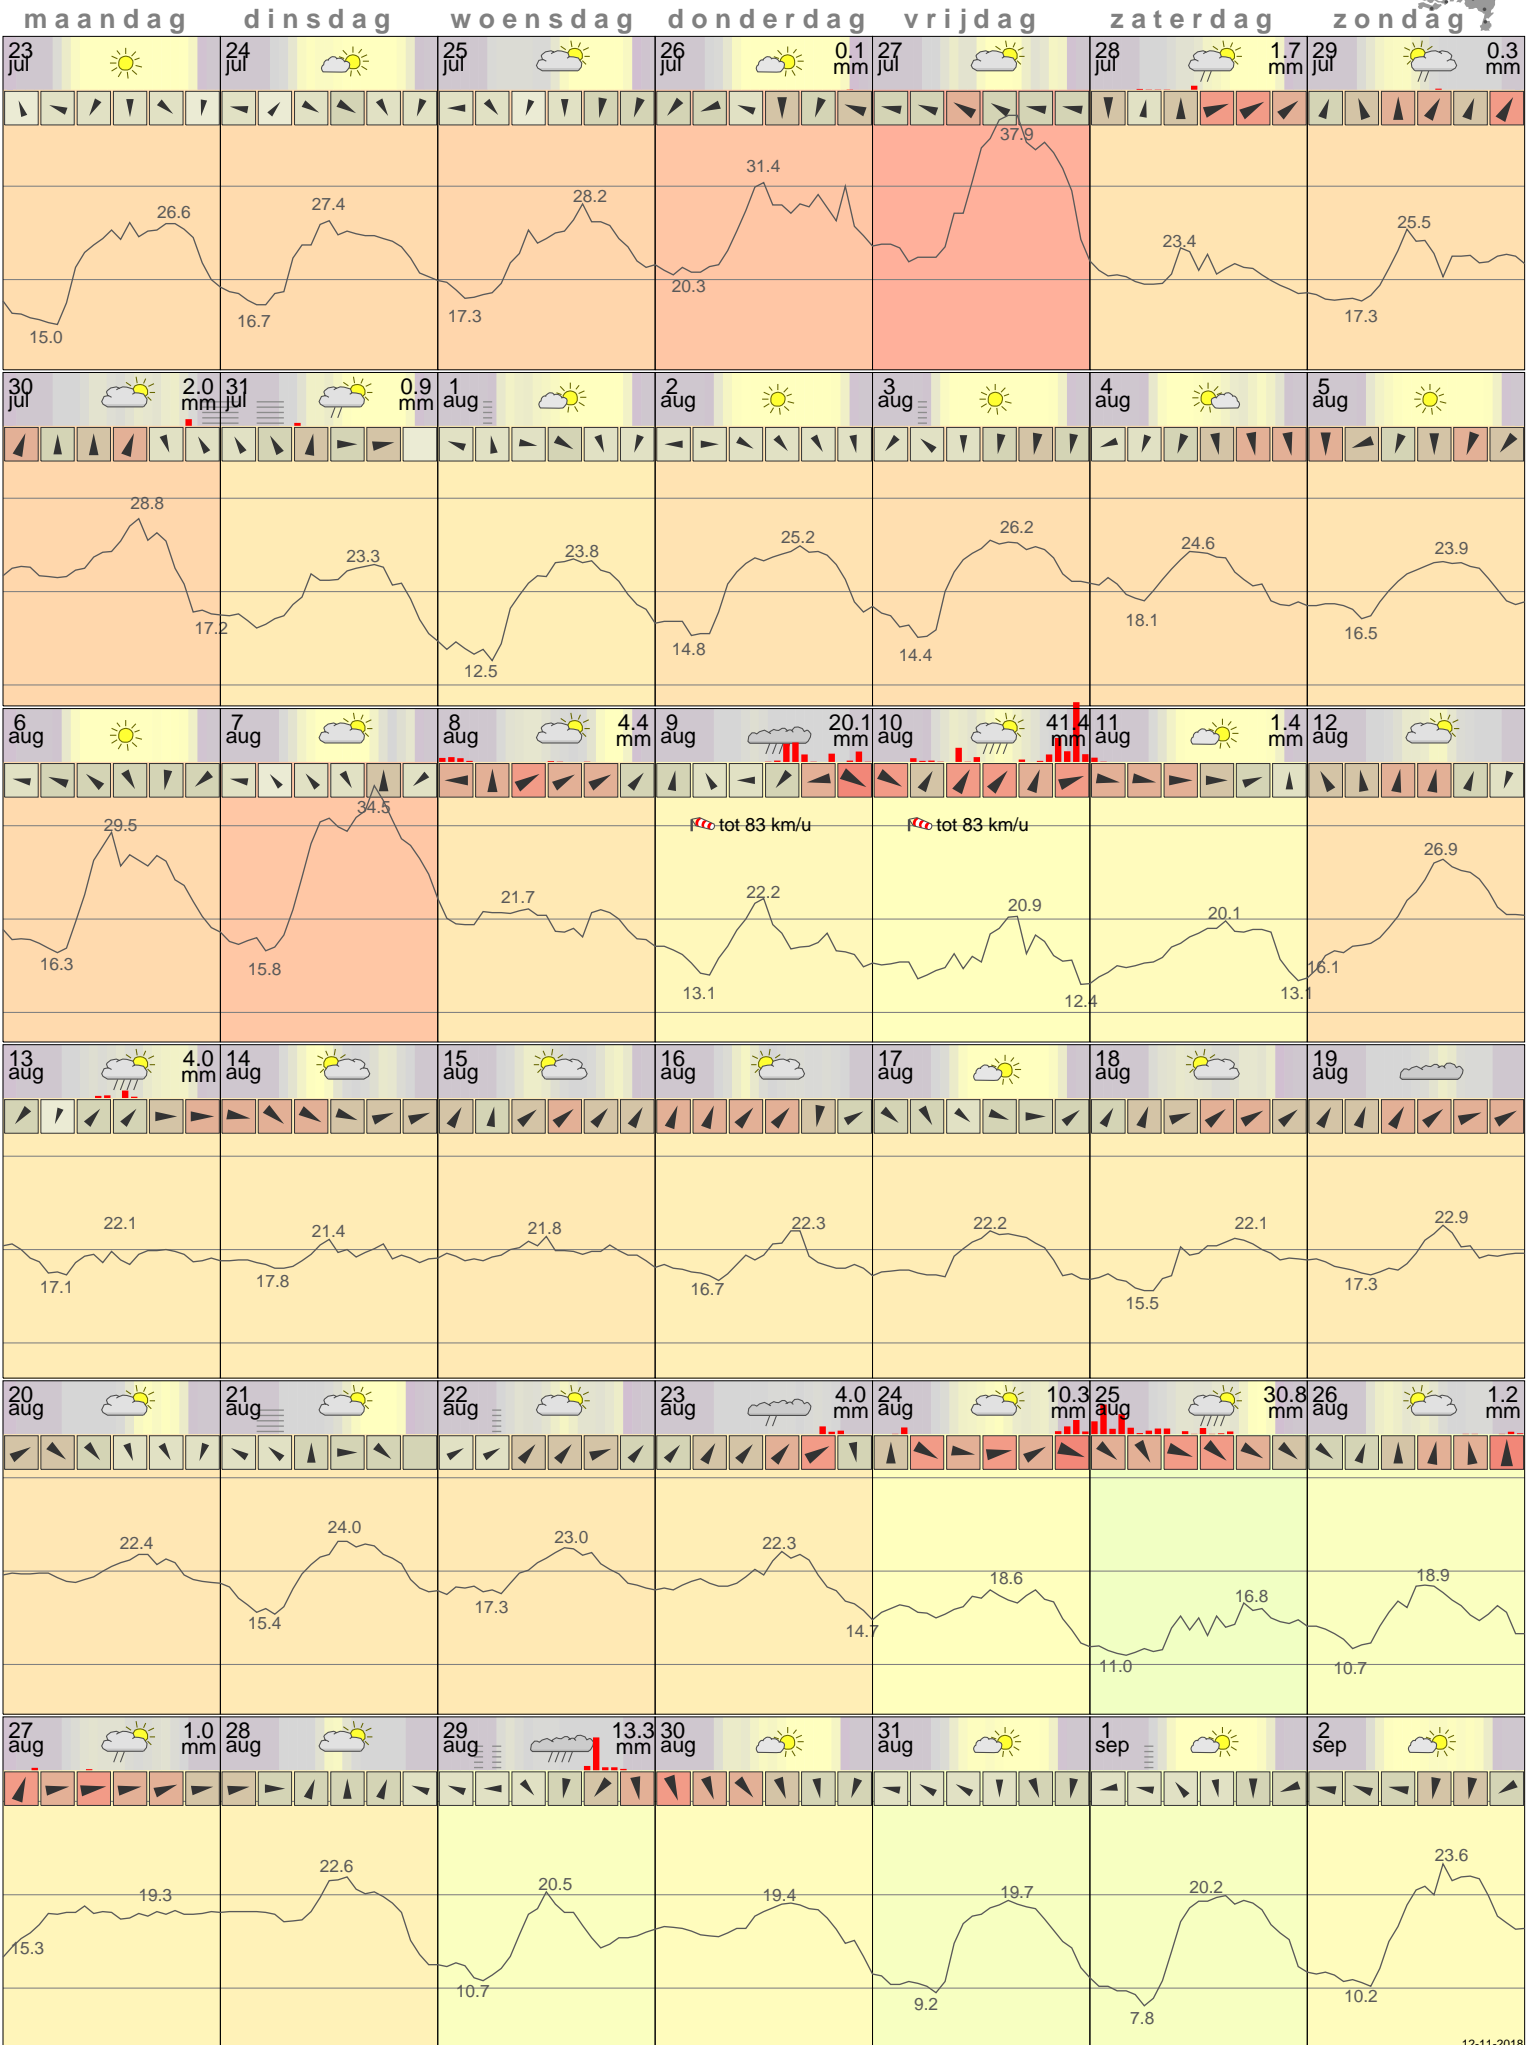 maandag dinsdag woensdag donderdag vrijdag zaterdag zondag
23 24 25 26 0.1 27 28 1.7 29 0.3
jul jul jul jul mm jul jul mm jul mm
37.9
31.4
26.6 27.4 28.2 23.4 25.5
15.0 16.7 17.3 20.3 17.3
30 2.0 31 0.9 1 2 3 4 5
jul mm jul mm aug aug aug aug aug
28.8 23.3 23.8 25.2 26.2 24.6 23.9
17.2 12.5 14.8 14.4 18.1 16.5
6 7 8 4.4 9 20.1 10 41.4 11 1.4 12
aug aug aug mm aug mm aug mm aug mm aug
tot 83 km/u tot 83 km/u
29.5 34.5 21.7 22.2 20.9 20.1 26.9
16.3 15.8 13.1 12.4 13.1 16.1
13 4.0 14 15 16 17 18 19
aug mm aug aug aug aug aug aug
22.1 21.4 21.8 22.3 22.2 22.1 22.9
17.1 17.8 16.7 15.5 17.3
20 21 22 23 4.0 24 10.3 25 30.8 26 1.2
aug aug aug aug mm aug mm aug mm aug mm
22.4 24.0 23.0 22.3 18.6 16.8 18.9
15.4 17.3 14.7 11.0 10.7
27 1.0 28 29 13.3 30 31 1 2
aug mm aug aug mm aug aug sep sep
19.3 22.6 20.5 19.4 19.7 20.2 23.6
15.3 10.7 9.2 7.8 10.2
12-11-2018